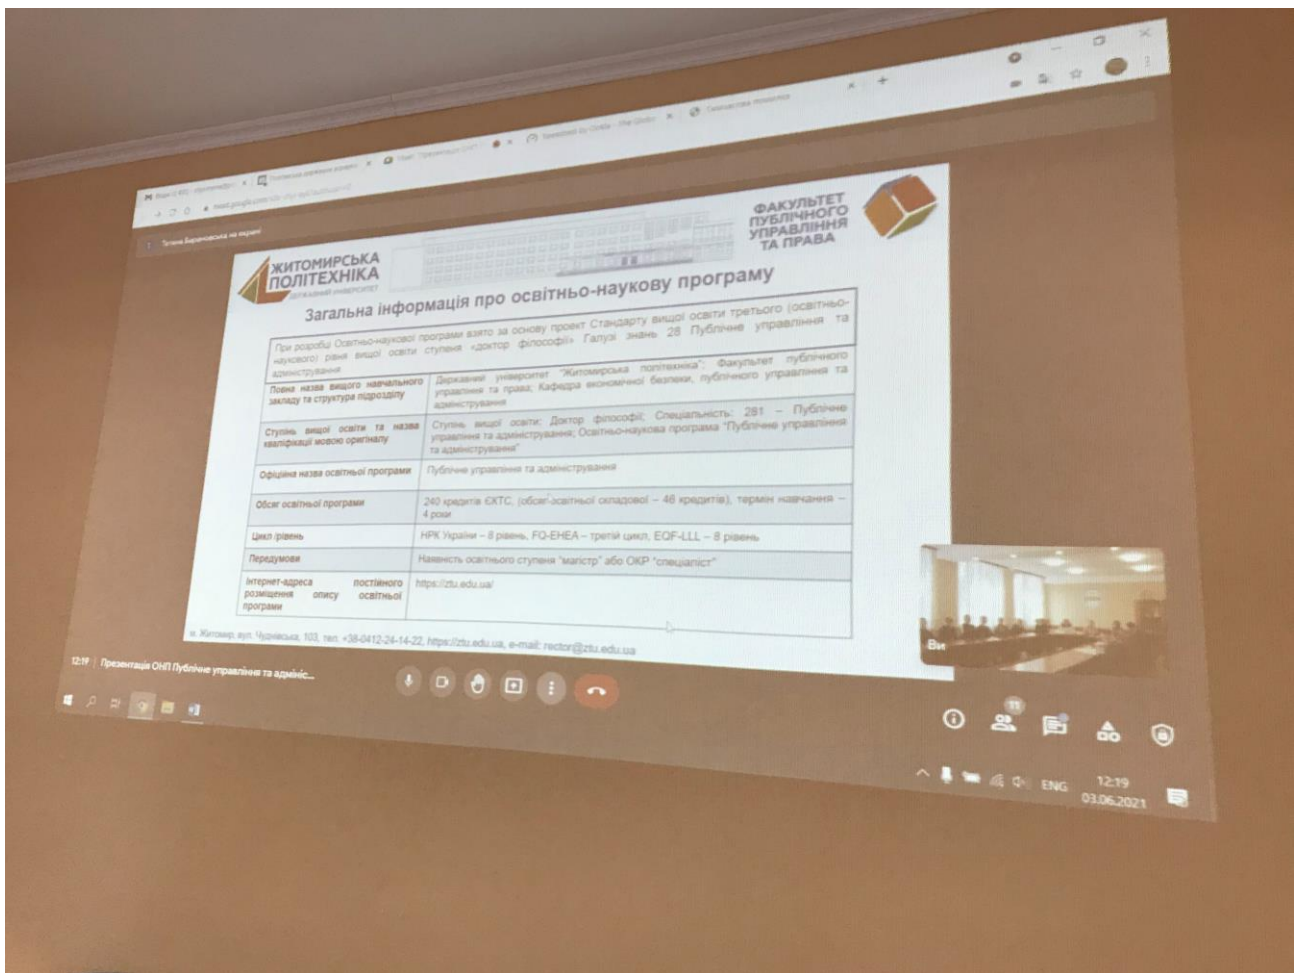 meet.google.com
Тетяна Барановська на екрані
ЖИТОМИРСЬКА
ПОЛІТЕХНІКА
ДЕРЖАВНИЙ УНІВЕРСИТЕТ
ФАКУЛЬТЕТ
ПУБЛІЧНОГО
УПРАВЛІННЯ
ТА ПРАВА
Загальна інформація про освітньо-наукову програму
При розробці Освітньо-наукової програми взято за основу проект Стандарту вищої освіти третього (освітньо-
наукового) рівня вищої освіти ступеня «доктор філософії» Галузі знань 28 Публічне управління та
адміністрування
Повна назва вищого навчального
закладу та структура підрозділу
Державний університет "Житомирська політехніка"; Факультет публічного
управління та права; Кафедра економічної безпеки, публічного управління та
адміністрування
Ступінь вищої освіти та назва
кваліфікації мовою оригіналу
Ступінь вищої освіти: Доктор філософії; Спеціальність: 281 – Публічне
управління та адміністрування; Освітньо-наукова програма "Публічне управління
та адміністрування"
Офіційна назва освітньої програми
Публічне управління та адміністрування
Обсяг освітньої програми
240 кредитів ЄКТС, (обсяг освітньої складової – 46 кредитів), термін навчання –
4 роки
Цикл /рівень
НРК України – 8 рівень, FQ-EHEA – третій цикл, EQF-LLL – 8 рівень
Передумови
Наявність освітнього ступеня "магістр" або ОКР "спеціаліст"
Інтернет-адреса постійного
розміщення опису освітньої
програми
https://ztu.edu.ua/
м. Житомир, вул. Чуднівська, 103, тел. +38-0412-24-14-22, https://ztu.edu.ua, e-mail: rector@ztu.edu.ua
Ви
12:19 | Презентація ОНП Публічне управління та адмініс...
11
ENG
12:19
03.06.2021